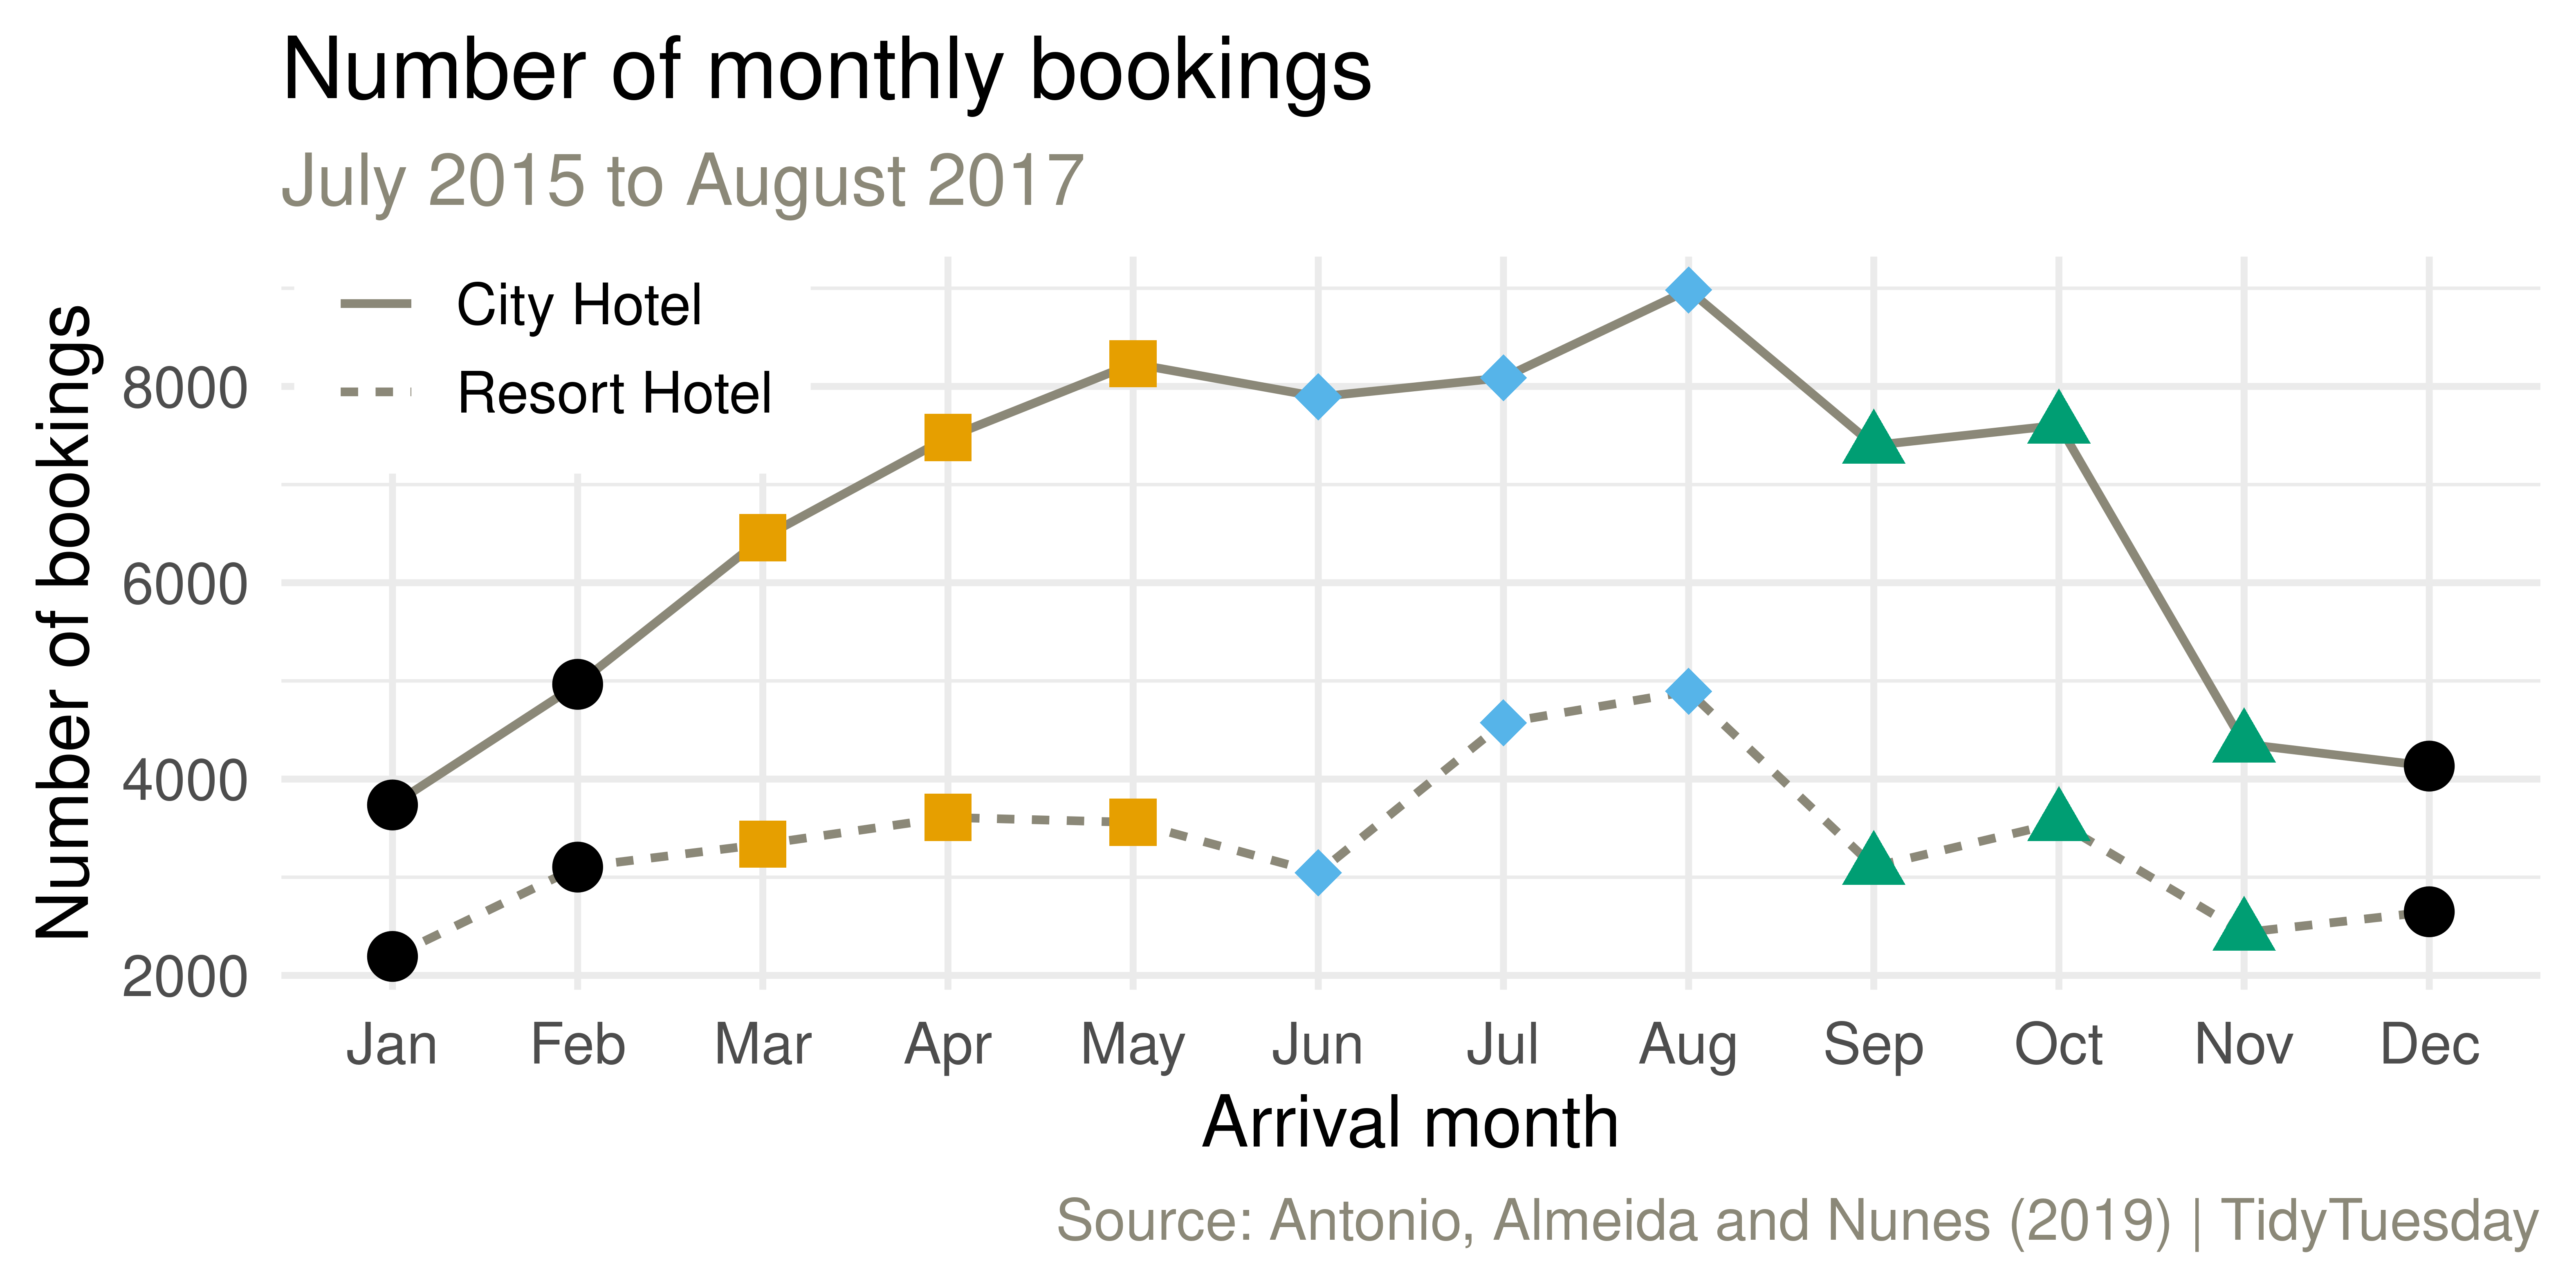 Number of monthly bookings
July 2015 to August 2017
City Hotel
Resort Hotel
Number of bookings
8000
6000
4000
2000
Jan Feb Mar Apr May Jun Jul Aug Sep Oct Nov Dec
Arrival month
Source: Antonio, Almeida and Nunes (2019) | TidyTuesday